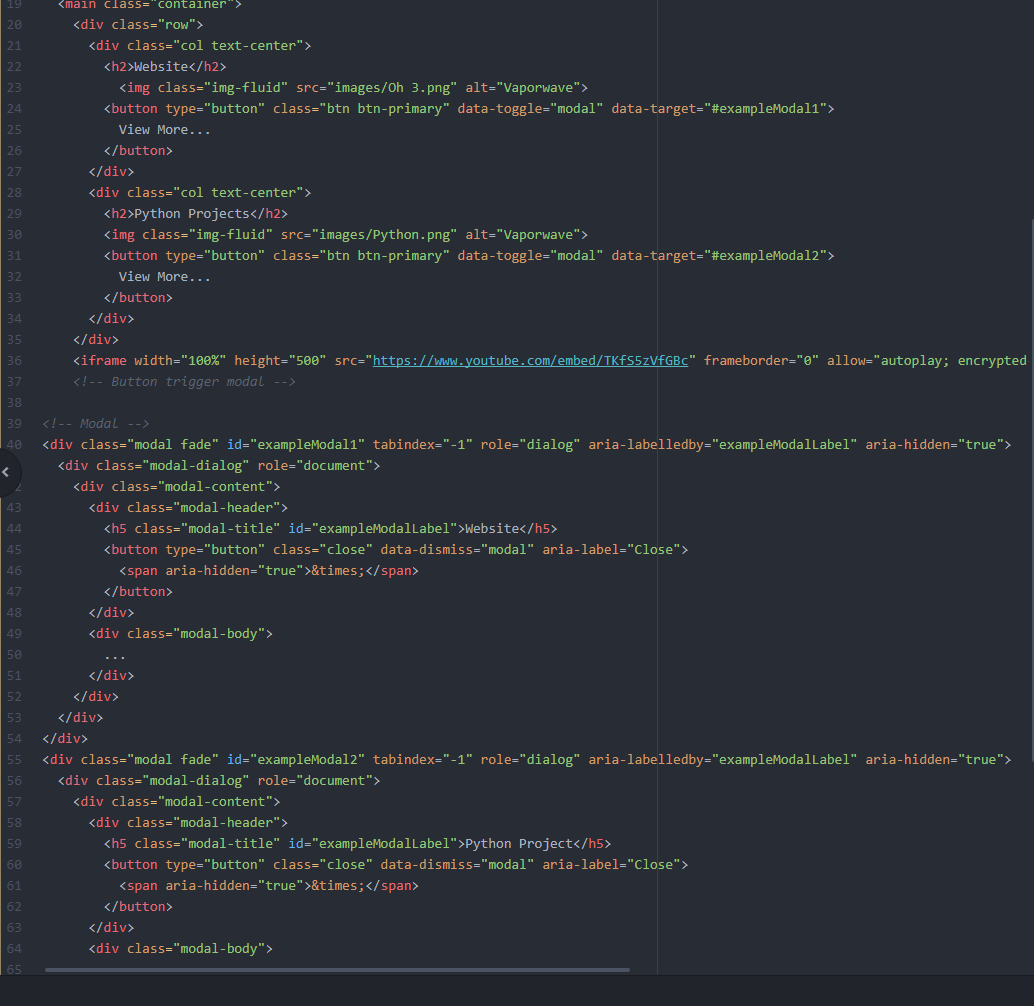 19 <main class="container">
20 <div class="row">
21 <div class="col text-center">
22 <h2>Website</h2>
23 <img class="img-fluid" src="images/Oh 3.png" alt="Vaporwave">
24 <button type="button" class="btn btn-primary" data-toggle="modal" data-target="#exampleModal1">
25 View More...
26 </button>
27 </div>
28 <div class="col text-center">
29 <h2>Python Projects</h2>
30 <img class="img-fluid" src="images/Python.png" alt="Vaporwave">
31 <button type="button" class="btn btn-primary" data-toggle="modal" data-target="#exampleModal2">
32 View More...
33 </button>
34 </div>
35 </div>
36 <iframe width="100%" height="500" src="https://www.youtube.com/embed/TKfS5zVfGBc" frameborder="0" allow="autoplay; encrypted
37 <!-- Button trigger modal -->
38
39 <!-- Modal -->
40 <div class="modal fade" id="exampleModal1" tabindex="-1" role="dialog" aria-labelledby="exampleModalLabel" aria-hidden="true">
<div class="modal-dialog" role="document">
2 <div class="modal-content">
43 <div class="modal-header">
44 <h5 class="modal-title" id="exampleModalLabel">Website</h5>
45 <button type="button" class="close" data-dismiss="modal" aria-label="Close">
46 <span aria-hidden="true">&times;</span>
47 </button>
48 </div>
49 <div class="modal-body">
50 ...
51 </div>
52 </div>
53 </div>
54 </div>
55 <div class="modal fade" id="exampleModal2" tabindex="-1" role="dialog" aria-labelledby="exampleModalLabel" aria-hidden="true">
56 <div class="modal-dialog" role="document">
57 <div class="modal-content">
58 <div class="modal-header">
59 <h5 class="modal-title" id="exampleModalLabel">Python Project</h5>
60 <button type="button" class="close" data-dismiss="modal" aria-label="Close">
61 <span aria-hidden="true">&times;</span>
62 </button>
63 </div>
64 <div class="modal-body">
65